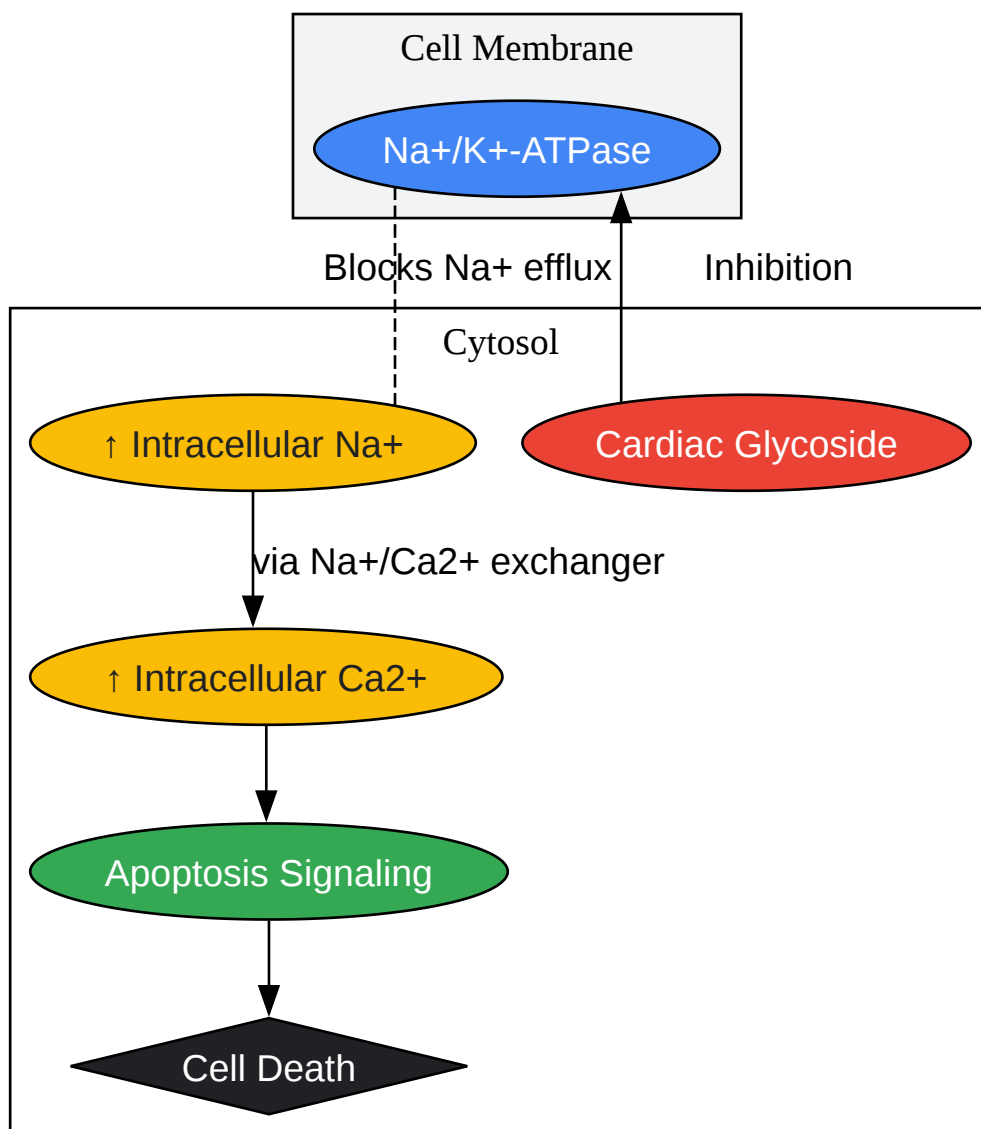 Cell Membrane
Na+/K+-ATPase
Blocks Na+ efflux
Inhibition
Cytosol
↑ Intracellular Na+
Cardiac Glycoside
via Na+/Ca2+ exchanger
↑ Intracellular Ca2+
Apoptosis Signaling
Cell Death